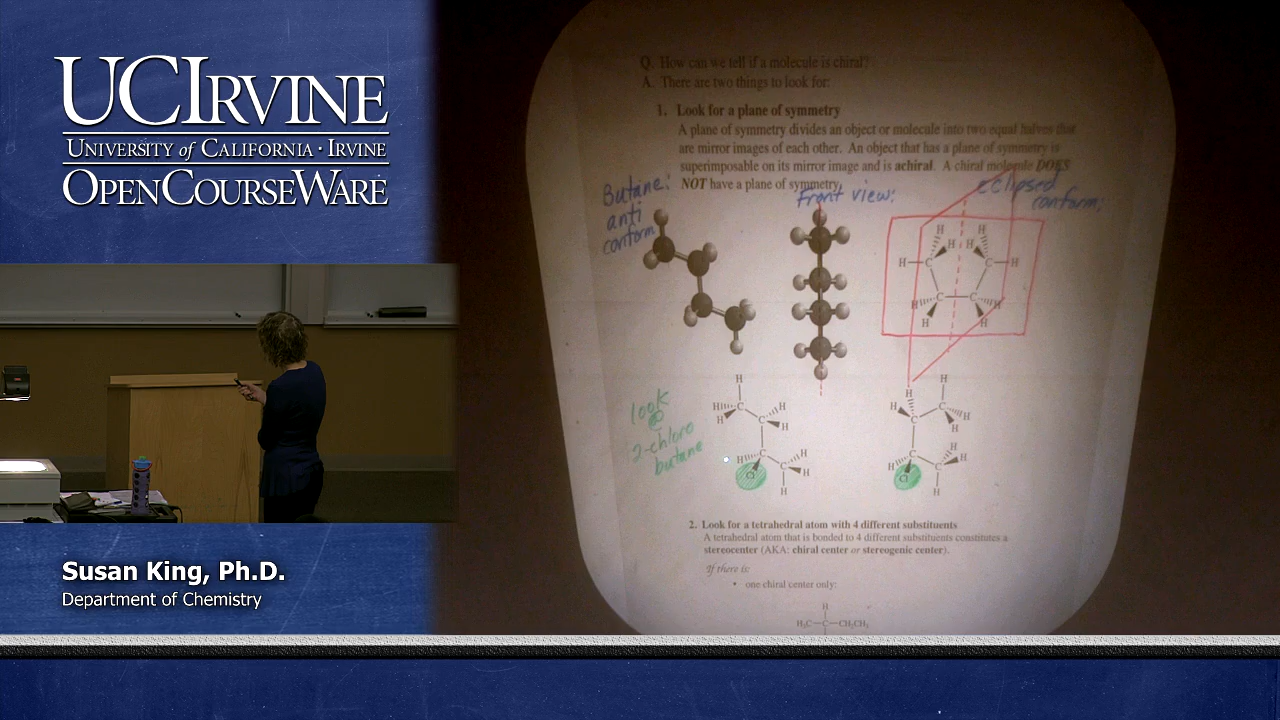 UCIRVINE
UNIVERSITY of CALIFORNIA · IRVINE
OPENCOURSEWARE
Susan King, Ph.D.
Department of Chemistry
Q. How can we tell if a molecule is chiral?
A. There are two things to look for:
1. Look for a plane of symmetry
A plane of symmetry divides an object or molecule into two equal halves that
are mirror images of each other. An object that has a plane of symmetry is
superimposable on its mirror image and is achiral. A chiral molecule DOES
NOT have a plane of symmetry.
Butane:
anti
conform
Front view:
Eclipsed
conform:
H H
H H
H H
C C
H C C H
H H
look
@
2-chloro
butane
H
H C H
H C H
H C H
Cl C H
H
H H
H C H
C H
H C H
Cl C H
H
2. Look for a tetrahedral atom with 4 different substituents
A tetrahedral atom that is bonded to 4 different substituents constitutes a
stereocenter (AKA: chiral center or stereogenic center).
If there is:
• one chiral center only:
H
H₃C—C—CH₂CH₃